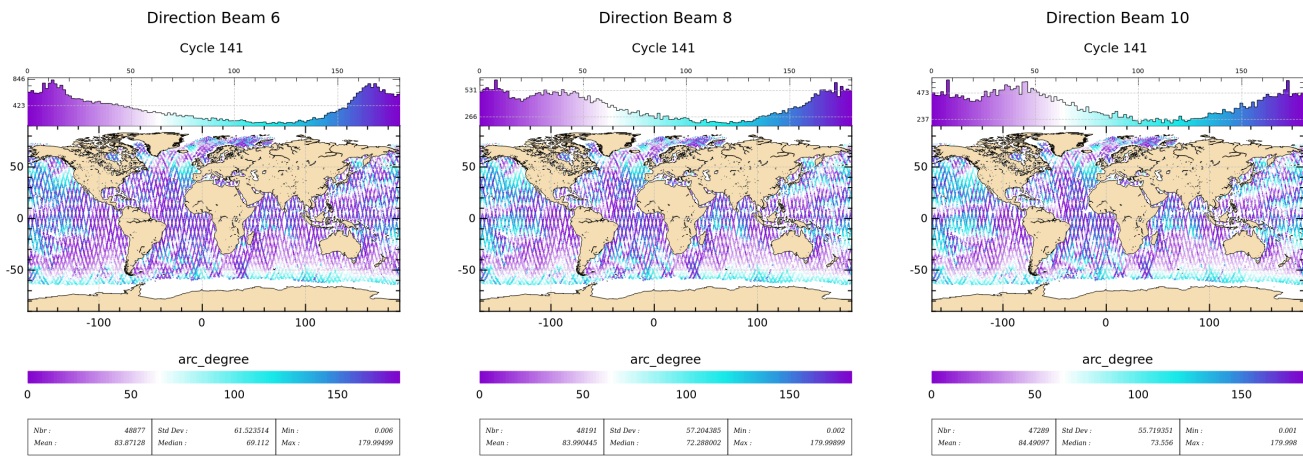 Direction Beam 6
Cycle 141
0 50 100 150
846
423
50
0
-50
-100 0 100
arc_degree
0 50 100 150
Nbr : 48877 Std Dev : 61.523514 Min : 0.006
Mean : 83.87128 Median : 69.112 Max : 179.99499
Direction Beam 8
Cycle 141
0 50 100 150
531
266
50
0
-50
-100 0 100
arc_degree
0 50 100 150
Nbr : 48191 Std Dev : 57.204385 Min : 0.002
Mean : 83.990445 Median : 72.288002 Max : 179.99899
Direction Beam 10
Cycle 141
0 50 100 150
473
237
50
0
-50
-100 0 100
arc_degree
0 50 100 150
Nbr : 47289 Std Dev : 55.719351 Min : 0.001
Mean : 84.49097 Median : 73.556 Max : 179.998